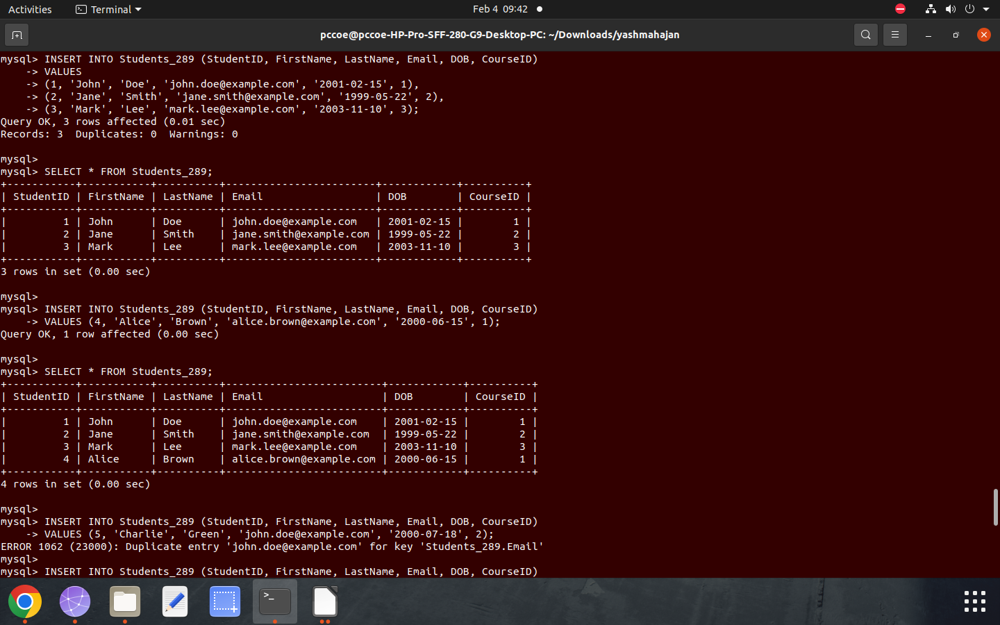 Activities Terminal Feb 4 09:42
pccoe@pccoe-HP-Pro-SFF-280-G9-Desktop-PC: ~/Downloads/yashmahajan
mysql> INSERT INTO Students_289 (StudentID, FirstName, LastName, Email, DOB, CourseID)
    -> VALUES
    -> (1, 'John', 'Doe', 'john.doe@example.com', '2001-02-15', 1),
    -> (2, 'Jane', 'Smith', 'jane.smith@example.com', '1999-05-22', 2),
    -> (3, 'Mark', 'Lee', 'mark.lee@example.com', '2003-11-10', 3);
Query OK, 3 rows affected (0.01 sec)
Records: 3  Duplicates: 0  Warnings: 0
mysql>
mysql> SELECT * FROM Students_289;
+-----------+-----------+----------+------------------------+------------+----------+
| StudentID | FirstName | LastName | Email                  | DOB        | CourseID |
+-----------+-----------+----------+------------------------+------------+----------+
|         1 | John      | Doe      | john.doe@example.com   | 2001-02-15 |        1 |
|         2 | Jane      | Smith    | jane.smith@example.com | 1999-05-22 |        2 |
|         3 | Mark      | Lee      | mark.lee@example.com   | 2003-11-10 |        3 |
+-----------+-----------+----------+------------------------+------------+----------+
3 rows in set (0.00 sec)
mysql>
mysql> INSERT INTO Students_289 (StudentID, FirstName, LastName, Email, DOB, CourseID)
    -> VALUES (4, 'Alice', 'Brown', 'alice.brown@example.com', '2000-06-15', 1);
Query OK, 1 row affected (0.00 sec)
mysql>
mysql> SELECT * FROM Students_289;
+-----------+-----------+----------+-------------------------+------------+----------+
| StudentID | FirstName | LastName | Email                   | DOB        | CourseID |
+-----------+-----------+----------+-------------------------+------------+----------+
|         1 | John      | Doe      | john.doe@example.com    | 2001-02-15 |        1 |
|         2 | Jane      | Smith    | jane.smith@example.com  | 1999-05-22 |        2 |
|         3 | Mark      | Lee      | mark.lee@example.com    | 2003-11-10 |        3 |
|         4 | Alice     | Brown    | alice.brown@example.com | 2000-06-15 |        1 |
+-----------+-----------+----------+-------------------------+------------+----------+
4 rows in set (0.00 sec)
mysql>
mysql> INSERT INTO Students_289 (StudentID, FirstName, LastName, Email, DOB, CourseID)
    -> VALUES (5, 'Charlie', 'Green', 'john.doe@example.com', '2000-07-18', 2);
ERROR 1062 (23000): Duplicate entry 'john.doe@example.com' for key 'Students_289.Email'
mysql>
mysql> INSERT INTO Students_289 (StudentID, FirstName, LastName, Email, DOB, CourseID)
>_